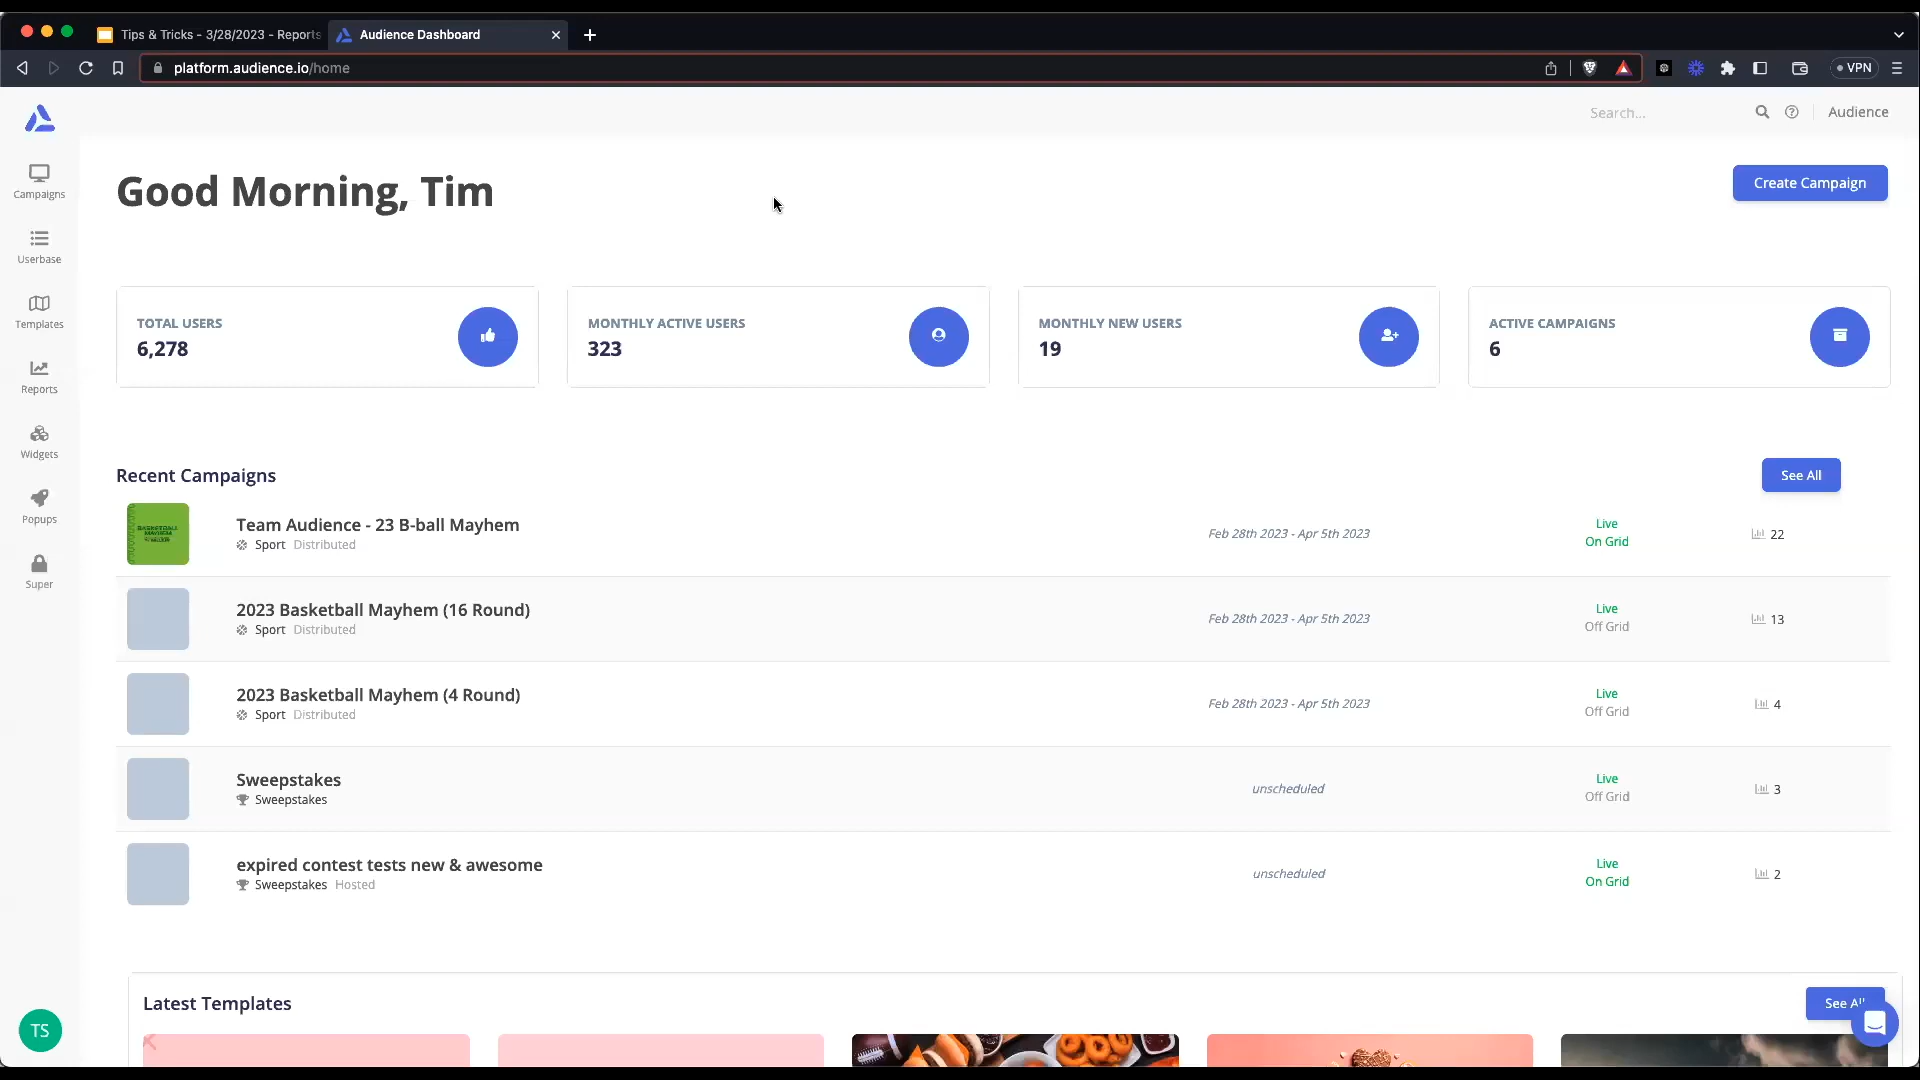 Tips & Tricks - 3/28/2023 - Reports
Audience Dashboard
platform.audience.io/home
VPN
Search...
Audience
Campaigns
Userbase
Templates
Reports
Widgets
Popups
Super
TS
Good Morning, Tim
Create Campaign
TOTAL USERS
6,278
MONTHLY ACTIVE USERS
323
MONTHLY NEW USERS
19
ACTIVE CAMPAIGNS
6
Recent Campaigns
See All
BASKETBALL
MAYHEM
Team Audience - 23 B-ball Mayhem
Sport Distributed
Feb 28th 2023 - Apr 5th 2023
Live
On Grid
22
2023 Basketball Mayhem (16 Round)
Sport Distributed
Feb 28th 2023 - Apr 5th 2023
Live
Off Grid
13
2023 Basketball Mayhem (4 Round)
Sport Distributed
Feb 28th 2023 - Apr 5th 2023
Live
Off Grid
4
Sweepstakes
Sweepstakes
unscheduled
Live
Off Grid
3
expired contest tests new & awesome
Sweepstakes Hosted
unscheduled
Live
On Grid
2
Latest Templates
See All